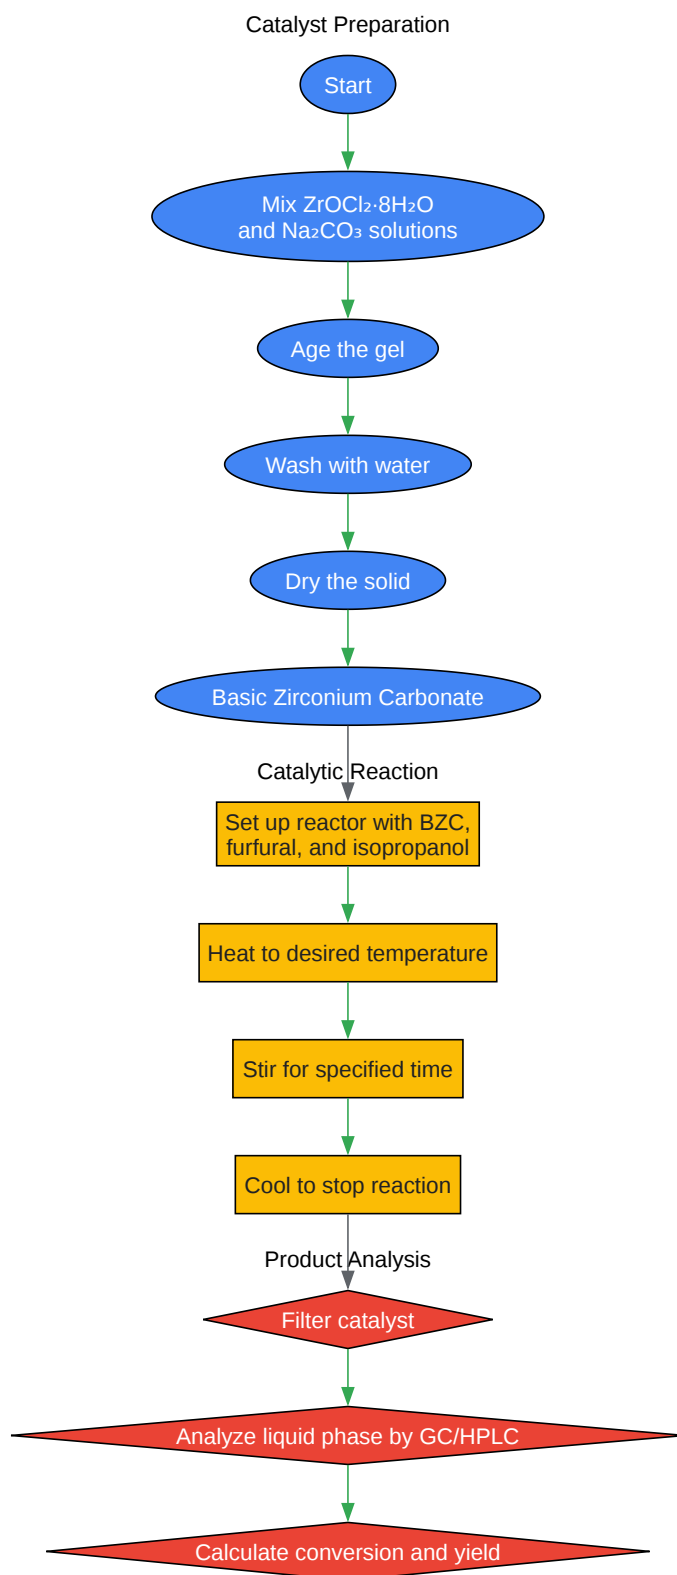 Catalyst Preparation
Start
Mix ZrOCl₂·8H₂O
and Na₂CO₃ solutions
Age the gel
Wash with water
Dry the solid
Basic Zirconium Carbonate
Catalytic Reaction
Set up reactor with BZC,
furfural, and isopropanol
Heat to desired temperature
Stir for specified time
Cool to stop reaction
Product Analysis
Filter catalyst
Analyze liquid phase by GC/HPLC
Calculate conversion and yield